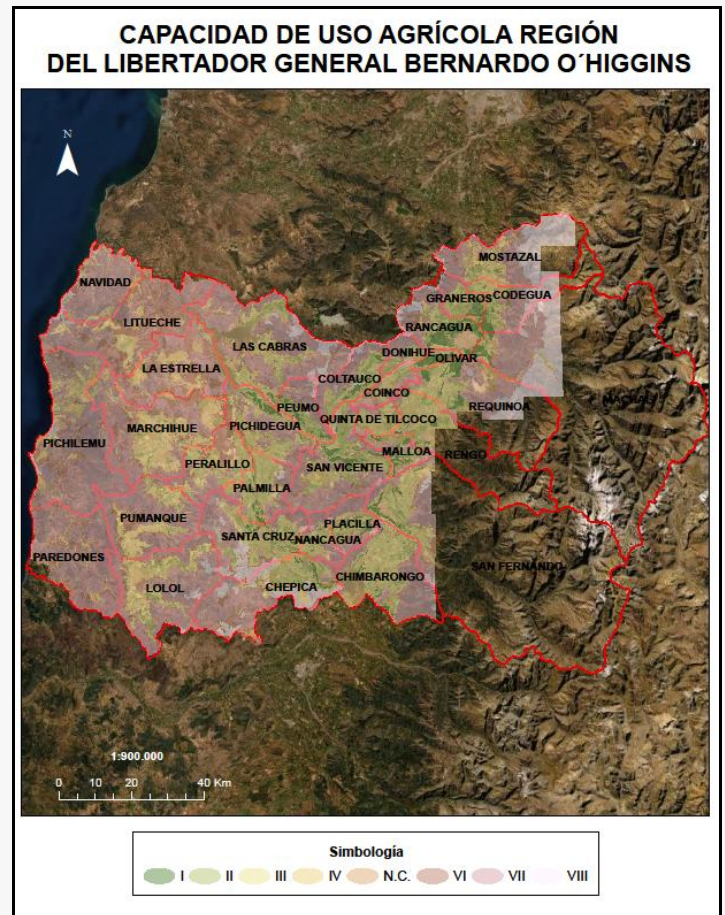 CAPACIDAD DE USO AGRÍCOLA REGIÓN
DEL LIBERTADOR GENERAL BERNARDO O´HIGGINS
N
MOSTAZAL
NAVIDAD
GRANEROS
CODEGUA
MACHALI
LITUECHE
RANCAGUA
LAS CABRAS
DONIHUE
OLIVAR
LA ESTRELLA
COLTAUCO
COINCO
PEUMO
REQUINOA
QUINTA DE TILCOCO
MARCHIHUE
PICHIDEGUA
PICHILEMU
MALLOA
RENGO
PERALILLO
SAN VICENTE
PALMILLA
PUMANQUE
PLACILLA
SANTA CRUZ
NANCAGUA
PAREDONES
SAN FERNANDO
LOLOL
CHEPICA
CHIMBARONGO
1:900.000
0 10 20 40 Km
Simbología
I II III IV N.C. VI VII VIII